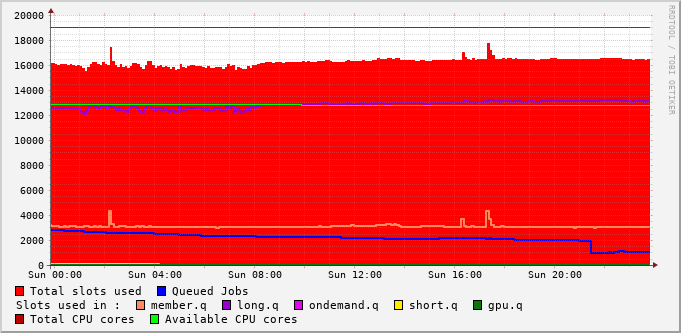 20000
18000
16000
14000
12000
10000
8000
6000
4000
2000
0
Sun 00:00 Sun 04:00 Sun 08:00 Sun 12:00 Sun 16:00 Sun 20:00
Total slots used Queued Jobs
Slots used in : member.q long.q ondemand.q short.q gpu.q
Total CPU cores Available CPU cores
RRDTOOL / TOBI OETIKER